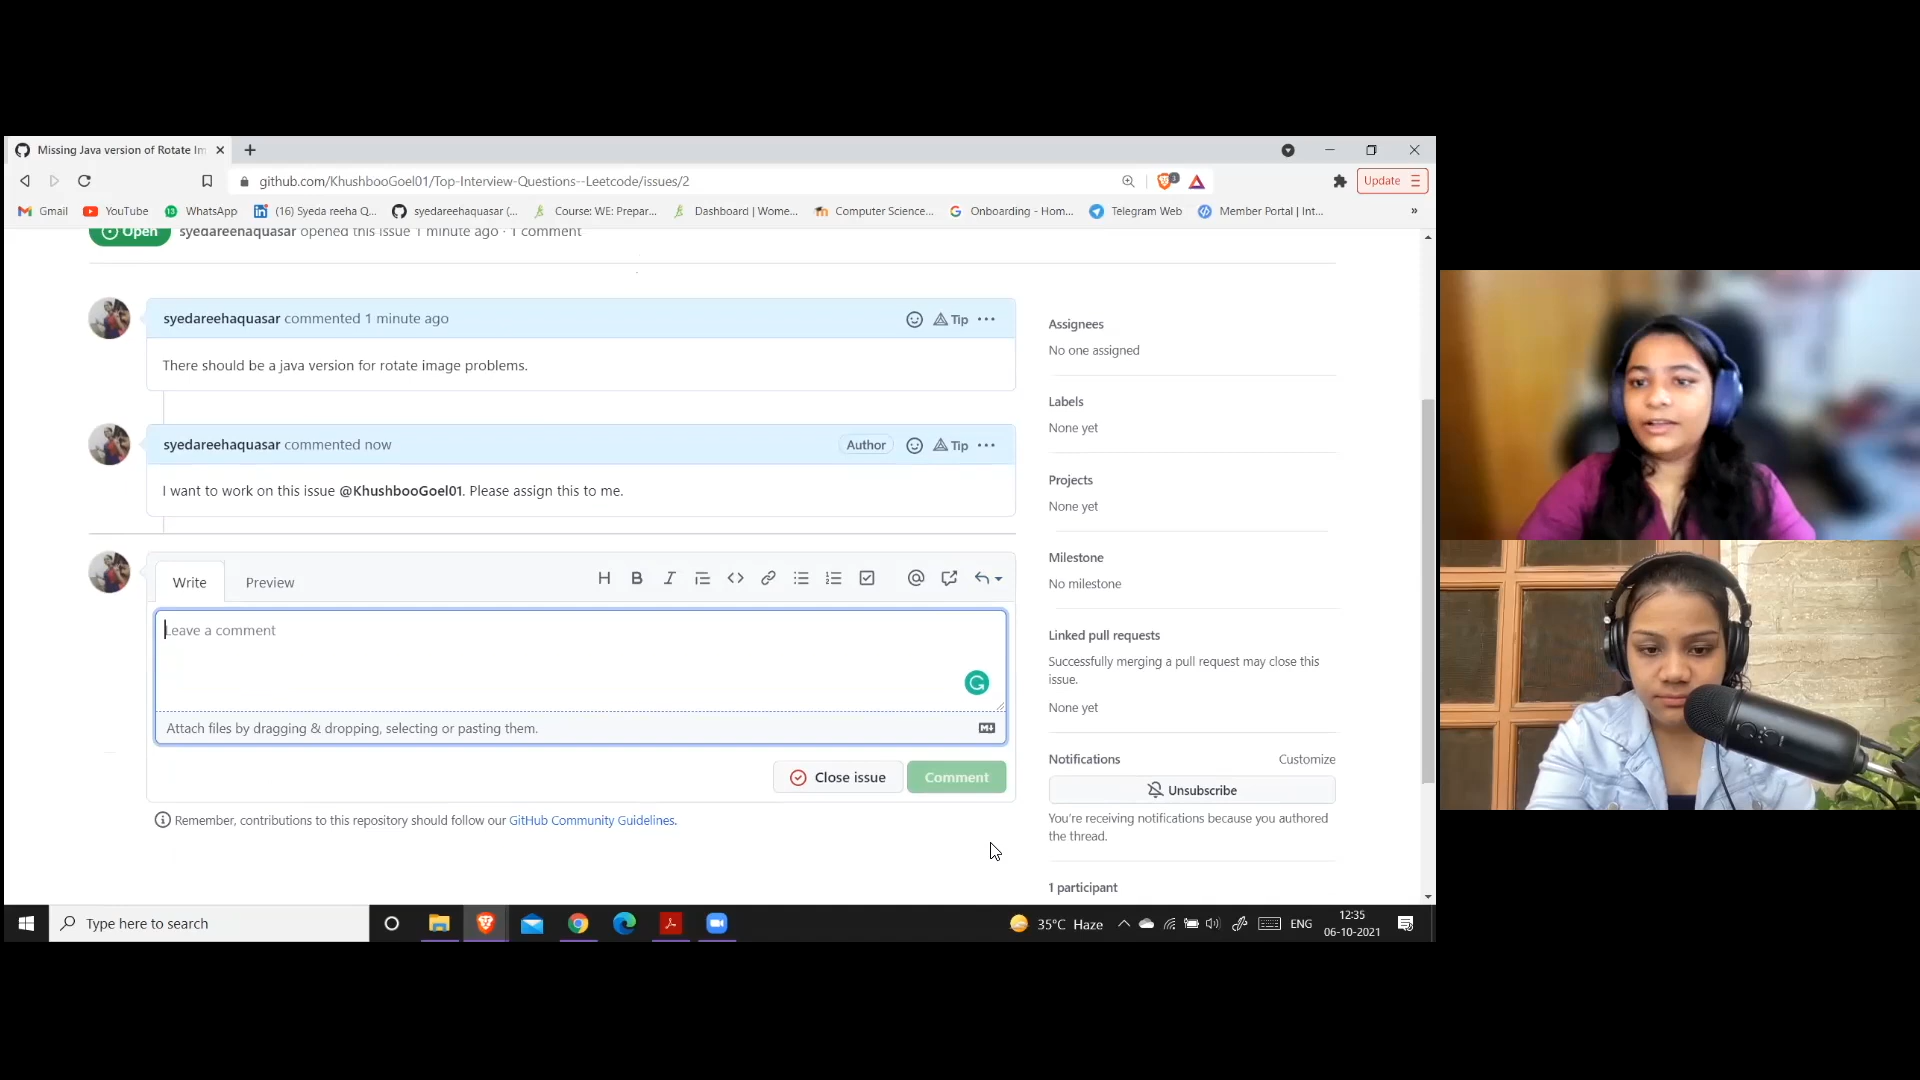 Missing Java version of Rotate Im
github.com/KhushbooGoel01/Top-Interview-Questions--Leetcode/issues/2
3
Update
Gmail
YouTube
WhatsApp
(16) Syeda reeha Q...
syedareehaquasar (...
Course: WE: Prepar...
Dashboard | Wome...
Computer Science...
Onboarding - Hom...
Telegram Web
Member Portal | Int...
»
Open
syedareehaquasar opened this issue 1 minute ago · 1 comment
syedareehaquasar commented 1 minute ago
Tip
There should be a java version for rotate image problems.
syedareehaquasar commented now
Author
Tip
I want to work on this issue @KhushbooGoel01. Please assign this to me.
Write
Preview
H B I
Leave a comment
Attach files by dragging & dropping, selecting or pasting them.
Close issue
Comment
Remember, contributions to this repository should follow our GitHub Community Guidelines.
Assignees
No one assigned
Labels
None yet
Projects
None yet
Milestone
No milestone
Linked pull requests
Successfully merging a pull request may close this
issue.
None yet
Notifications
Customize
Unsubscribe
You're receiving notifications because you authored
the thread.
1 participant
Type here to search
35°C Haze
ENG
12:35
06-10-2021